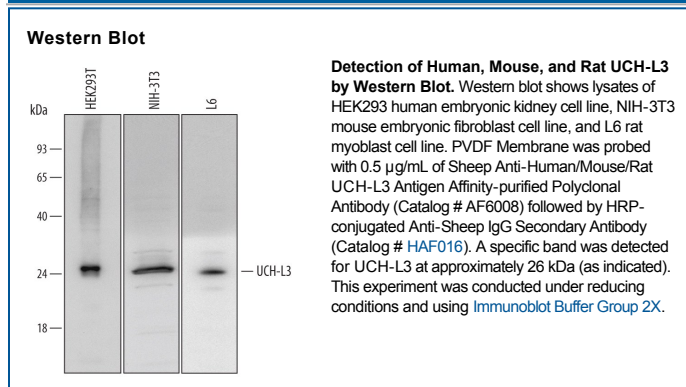 Western Blot
HEK293T
NIH-3T3
L6
kDa
93
65
40
24
18
UCH-L3
Detection of Human, Mouse, and Rat UCH-L3
by Western Blot. Western blot shows lysates of
HEK293 human embryonic kidney cell line, NIH-3T3
mouse embryonic fibroblast cell line, and L6 rat
myoblast cell line. PVDF Membrane was probed
with 0.5 µg/mL of Sheep Anti-Human/Mouse/Rat
UCH-L3 Antigen Affinity-purified Polyclonal
Antibody (Catalog # AF6008) followed by HRP-
conjugated Anti-Sheep IgG Secondary Antibody
(Catalog # HAF016). A specific band was detected
for UCH-L3 at approximately 26 kDa (as indicated).
This experiment was conducted under reducing
conditions and using Immunoblot Buffer Group 2X.